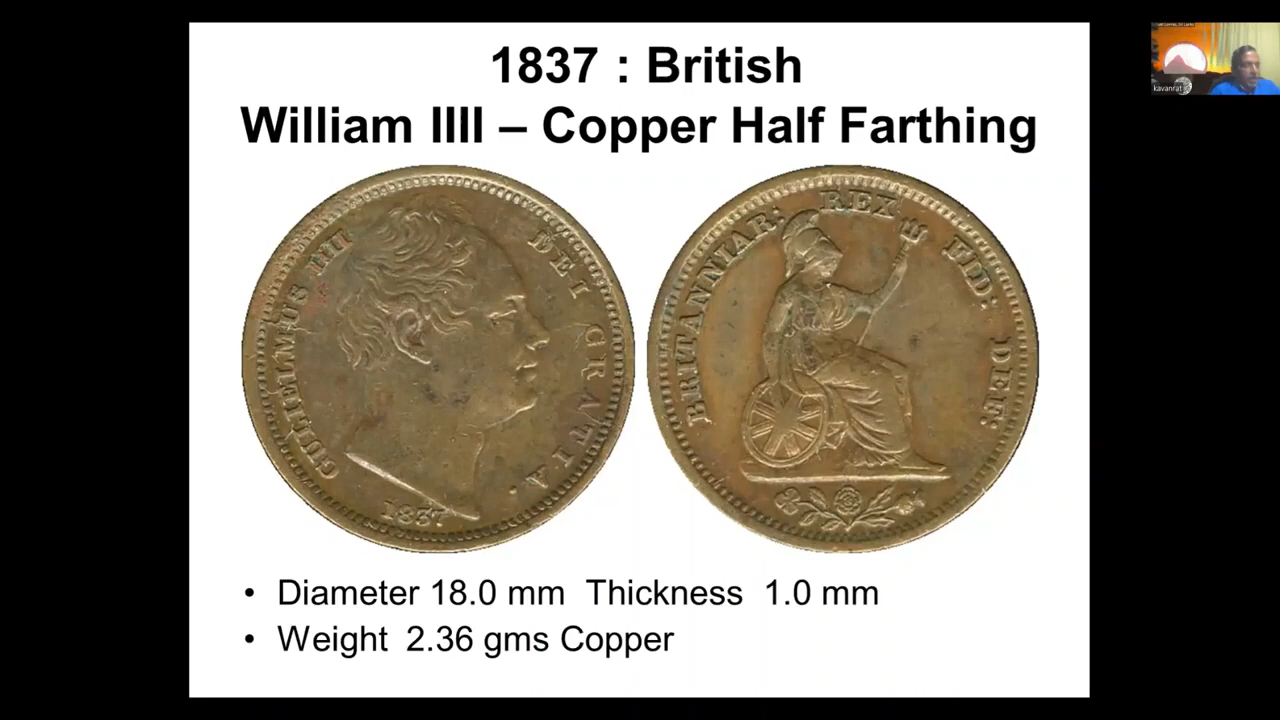 1837 : British
William IIII – Copper Half Farthing
GULIELMUS IIII DEI GRATIA.
1837
BRITANNIAR: REX FID: DEF:
• Diameter 18.0 mm Thickness 1.0 mm
• Weight 2.36 gms Copper
kavanrat